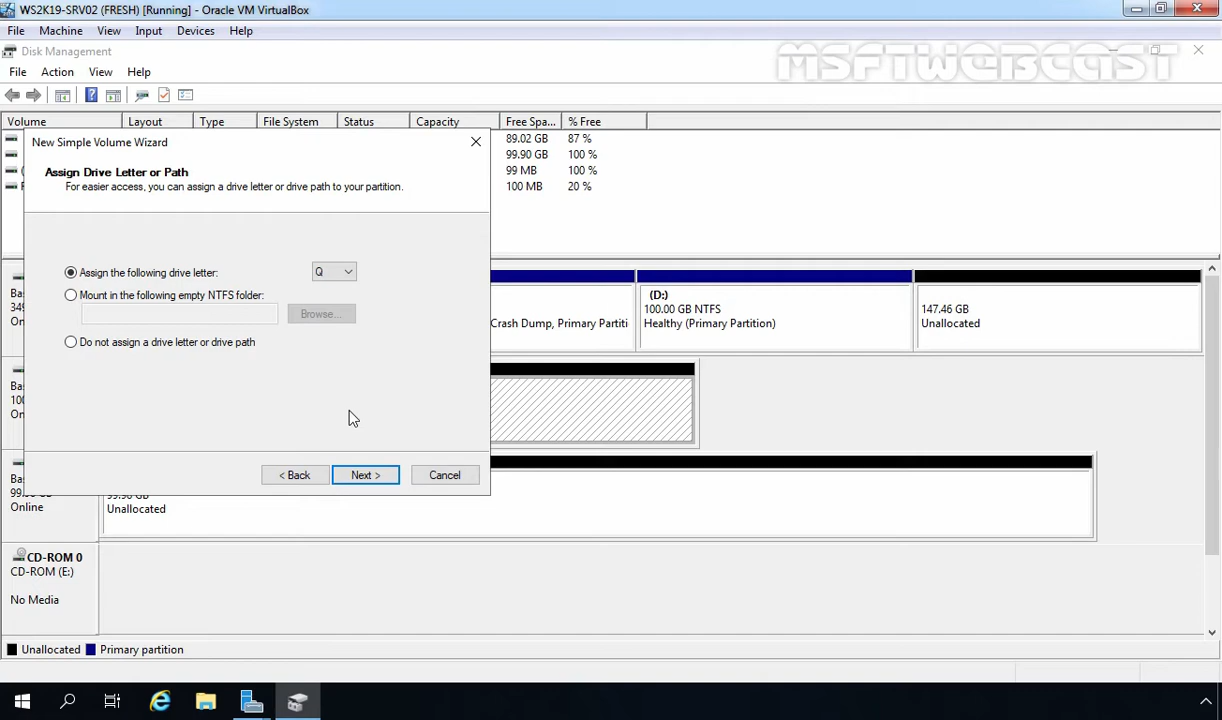 WS2K19-SRV02 (FRESH) [Running] - Oracle VM VirtualBox
File Machine View Input Devices Help
Disk Management
MSFTWEBCAST
File Action View Help
Volume Layout Type File System Status Capacity Free Spa... % Free
89.02 GB 87 %
99.90 GB 100 %
99 MB 100 %
100 MB 20 %
New Simple Volume Wizard
Assign Drive Letter or Path
For easier access, you can assign a drive letter or drive path to your partition.
Assign the following drive letter: Q
Mount in the following empty NTFS folder:
Browse...
Do not assign a drive letter or drive path
< Back Next > Cancel
Crash Dump, Primary Partiti
(D:)
100.00 GB NTFS
Healthy (Primary Partition)
147.46 GB
Unallocated
Ba
349
On
Ba
100
On
Ba
99.
Online
Unallocated
CD-ROM 0
CD-ROM (E:)
No Media
Unallocated Primary partition